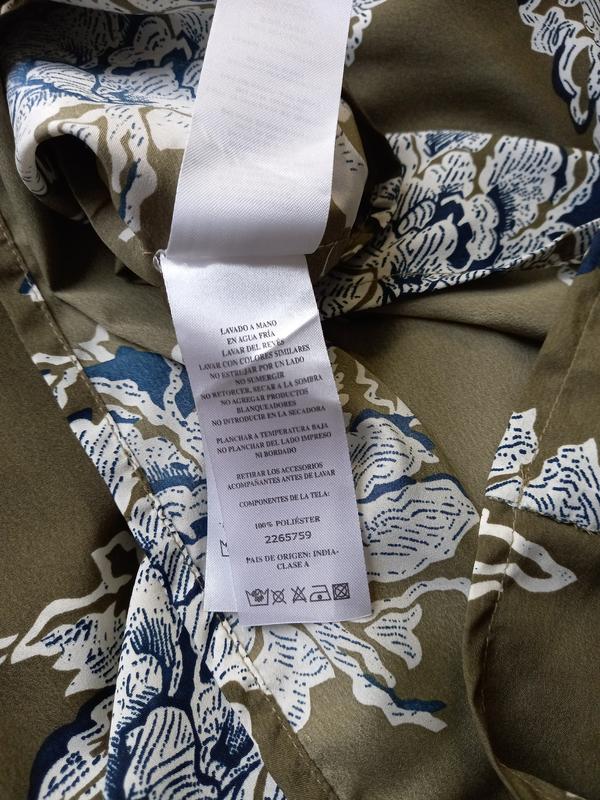 LAVADO A MANO
EN AGUA FRÍA
LAVAR DEL REVÉS
LAVAR CON COLORES SIMILARES
NO ESTRUJAR POR UN LADO
NO SUMERGIR
NO RETORCER, SECAR A LA SOMBRA
NO AGREGAR PRODUCTOS
BLANQUEADORES
NO INTRODUCIR EN LA SECADORA
PLANCHAR A TEMPERATURA BAJA
NO PLANCHAR DEL LADO IMPRESO
NI BORDADO
RETIRAR LOS ACCESORIOS
ACOMPAÑANTES ANTES DE LAVAR
COMPONENTES DE LA TELA:
100% POLIÉSTER
2265759
PAIS DE ORIGEN: INDIA-
CLASE A